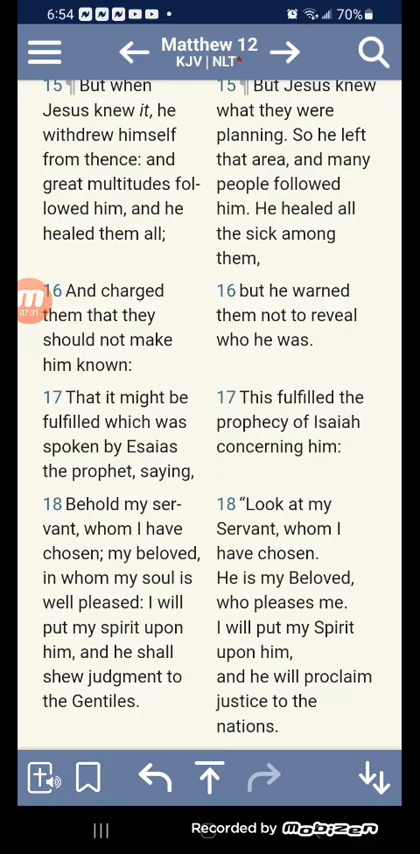 6:54
70%
Matthew 12
KJV | NLT*
15 ¶ But when
Jesus knew it, he
withdrew himself
from thence: and
great multitudes fol-
lowed him, and he
healed them all;
16 And charged
them that they
should not make
him known:
17 That it might be
fulfilled which was
spoken by Esaias
the prophet, saying,
18 Behold my ser-
vant, whom I have
chosen; my beloved,
in whom my soul is
well pleased: I will
put my spirit upon
him, and he shall
shew judgment to
the Gentiles.
15 ¶ But Jesus knew
what they were
planning. So he left
that area, and many
people followed
him. He healed all
the sick among
them,
16 but he warned
them not to reveal
who he was.
17 This fulfilled the
prophecy of Isaiah
concerning him:
18 “Look at my
Servant, whom I
have chosen.
He is my Beloved,
who pleases me.
I will put my Spirit
upon him,
and he will proclaim
justice to the
nations.
m
07:31
Recorded by mobizen